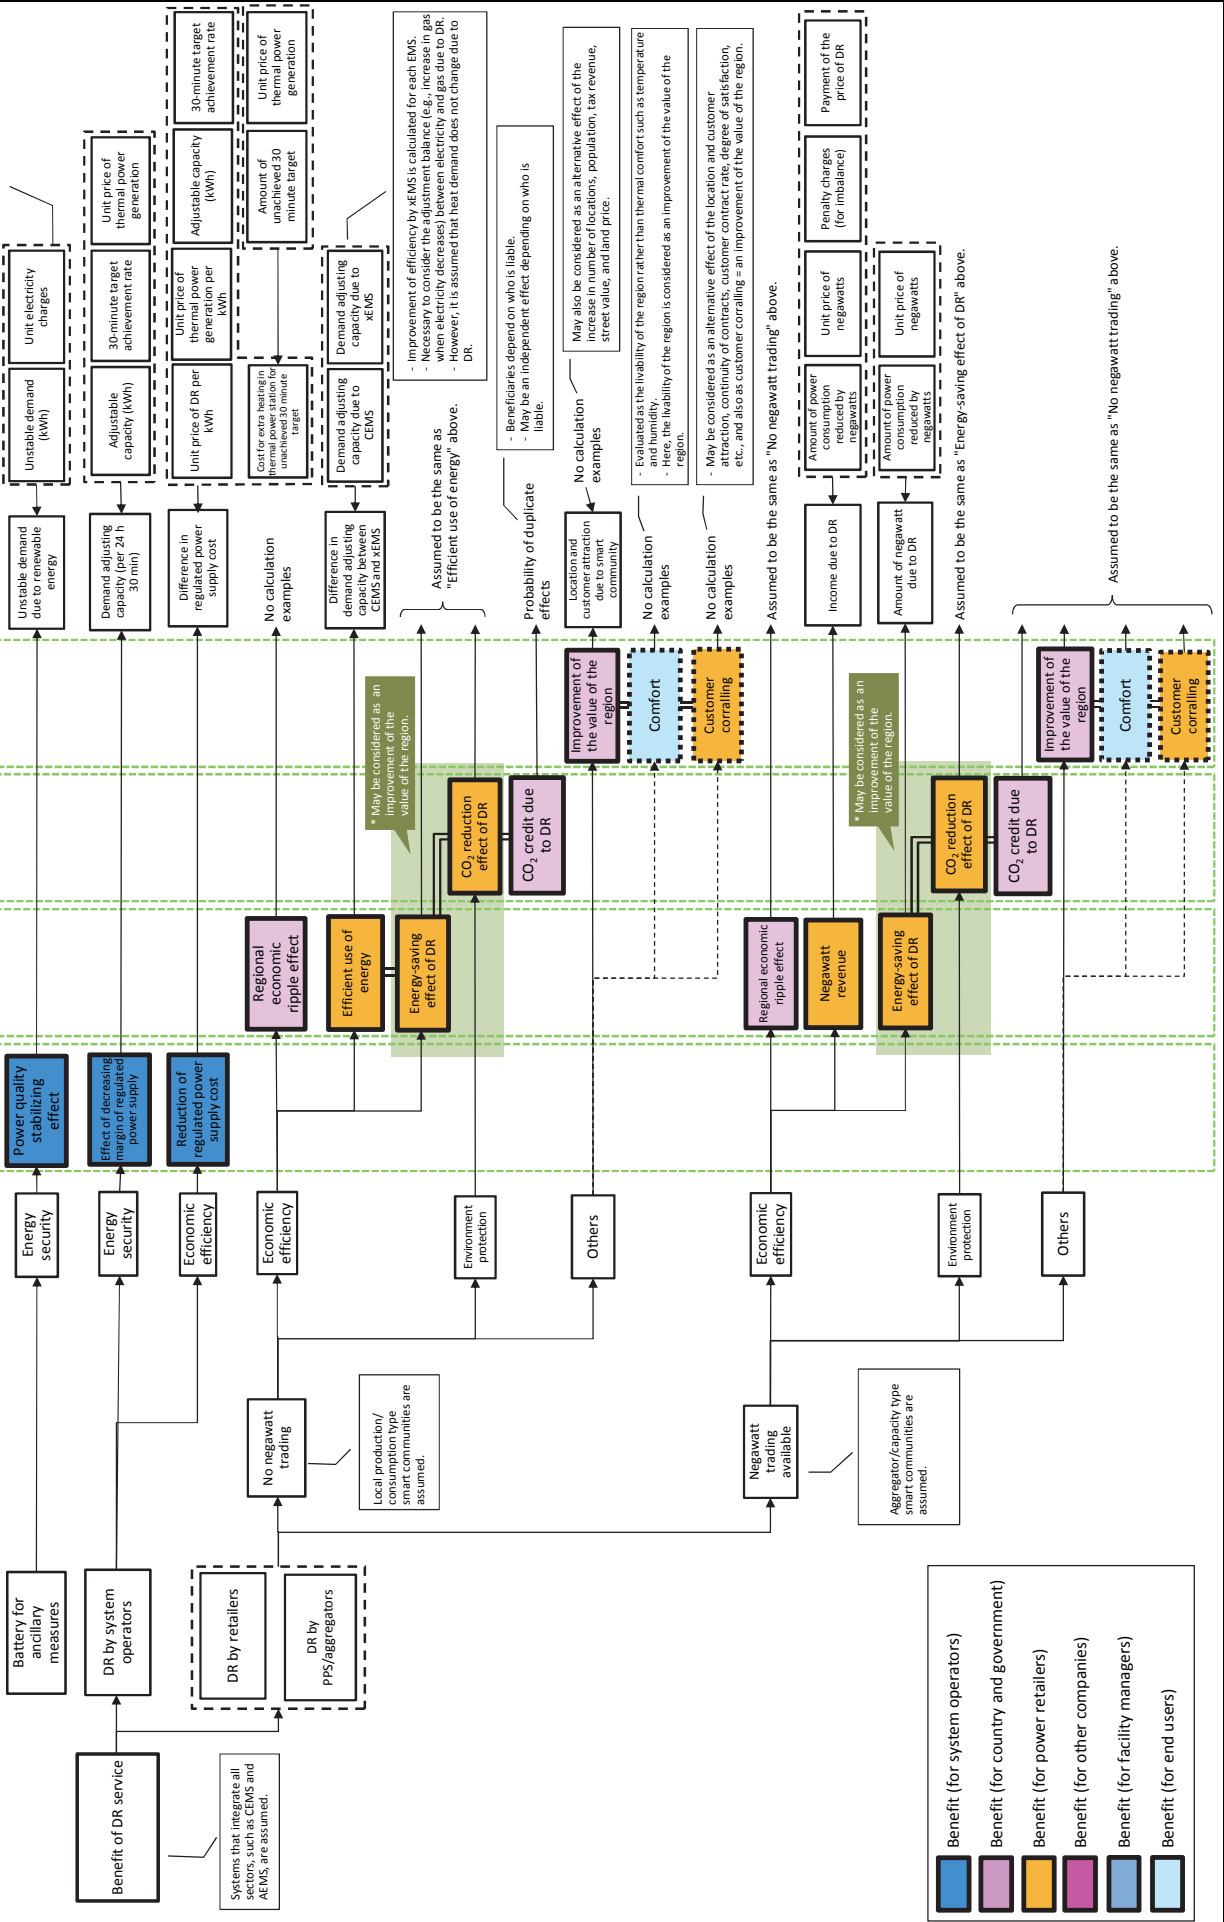 Battery for
ancillary
measures
Energy
security
Power quality
stabilizing
effect
Unstable demand
due to renewable
energy
Unstable demand
(kWh)
Unit electricity
charges
Benefit of DR service
Systems that integrate all
sectors, such as CEMS and
AEMS, are assumed.
DR by system
operators
Energy
security
Effect of decreasing
margin of regulated
power supply
Demand adjusting
capacity (per 24 h
30 min)
Adjustable
capacity (kWh)
30-minute target
achievement rate
Unit price of
thermal power
generation
Economic
efficiency
Reduction of
regulated power
supply cost
Difference in
regulated power
supply cost
Unit price of DR per
kWh
Unit price of
thermal power
generation per
kWh
Adjustable capacity
(kWh)
30-minute target
achievement rate
Cost for extra heating in
thermal power station for
unachieved 30 minute
target
Amount of
unachieved 30
minute target
Unit price of
thermal power
generation
DR by retailers
DR by
PPS/aggregators
No negawatt
trading
Local production/
consumption type
smart communities are
assumed.
Economic
efficiency
Regional
economic
ripple effect
No calculation
examples
Efficient use of
energy
Difference in
demand adjusting
capacity between
CEMS and xEMS
Demand adjusting
capacity due to
CEMS
Demand adjusting
capacity due to
xEMS
- Improvement of efficiency by xEMS is calculated for each EMS.
- Necessary to consider the adjustment balance (e.g., increase in gas
when electricity decreases) between electricity and gas due to DR.
- However, it is assumed that heat demand does not change due to
DR.
Energy-saving
effect of DR
* May be considered as an
improvement of the
value of the region.
Assumed to be the same as
"Efficient use of energy" above.
Environment
protection
CO2 reduction
effect of DR
CO2 credit due
to DR
Probability of duplicate
effects
- Beneficiaries depend on who is liable.
- May be an independent effect depending on who is
liable.
Others
Improvement of
the value of the
region
Location and
customer attraction
due to smart
community
No calculation
examples
May also be considered as an alternative effect of the
increase in number of locations, population, tax revenue,
street value, and land price.
Comfort
No calculation
examples
- Evaluated as the livability of the region rather than thermal comfort such as temperature
and humidity.
- Here, the livability of the region is considered as an improvement of the value of the
region.
Customer
corralling
No calculation
examples
- May be considered as an alternative effect of the location and customer
attraction, continuity of contracts, customer contract rate, degree of satisfaction,
etc., and also as customer corralling = an improvement of the value of the region.
Negawatt
trading
available
Aggregator/capacity type
smart communities are
assumed.
Economic
efficiency
Regional economic
ripple effect
Assumed to be the same as "No negawatt trading" above.
Negawatt
revenue
Income due to DR
Amount of power
consumption
reduced by
negawatts
Unit price of
negawatts
Penalty charges
(for imbalance)
Payment of the
price of DR
Energy-saving
effect of DR
* May be considered as an
improvement of the
value of the region.
Amount of negawatt
due to DR
Amount of power
consumption
reduced by
negawatts
Unit price of
negawatts
Environment
protection
CO2 reduction
effect of DR
Assumed to be the same as "Energy-saving effect of DR" above.
CO2 credit due
to DR
Others
Improvement of
the value of the
region
Comfort
Customer
corralling
Assumed to be the same as "No negawatt trading" above.
Benefit (for system operators)
Benefit (for country and government)
Benefit (for power retailers)
Benefit (for other companies)
Benefit (for facility managers)
Benefit (for end users)